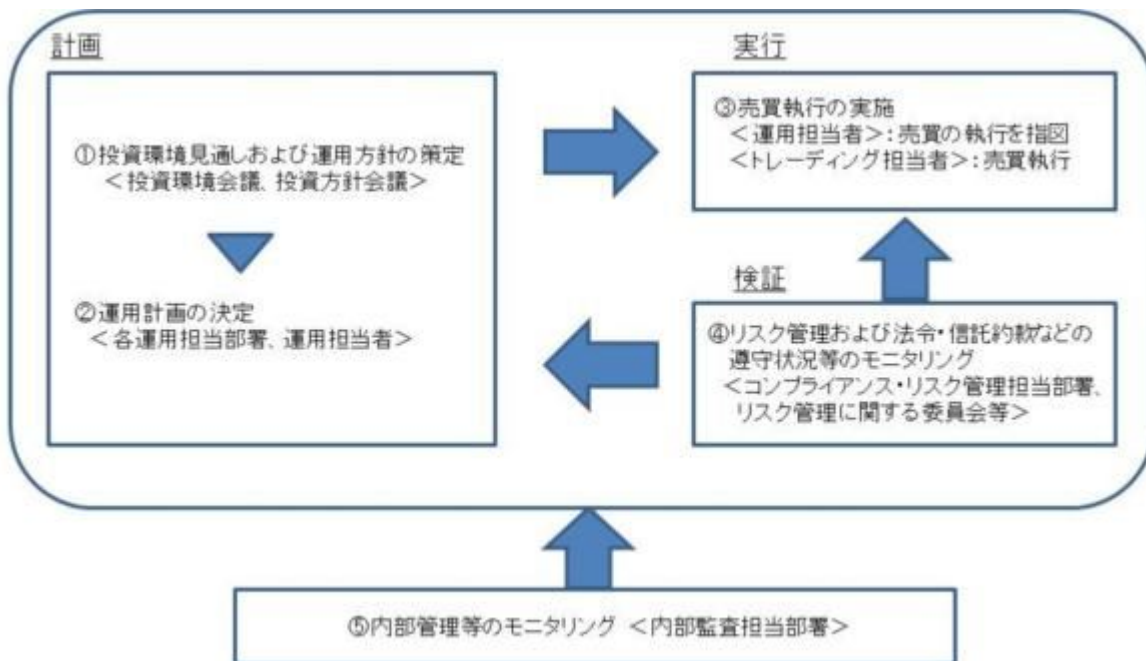 計画
①投資環境見通しおよび運用方針の策定
＜投資環境会議、投資方針会議＞
②運用計画の決定
＜各運用担当部署、運用担当者＞
実行
③売買執行の実施
＜運用担当者＞：売買の執行を指図
＜トレーディング担当者＞：売買執行
検証
④リスク管理および法令・信託約款などの
遵守状況等のモニタリング
＜コンプライアンス・リスク管理担当部署、
リスク管理に関する委員会等＞
⑤内部管理等のモニタリング ＜内部監査担当部署＞